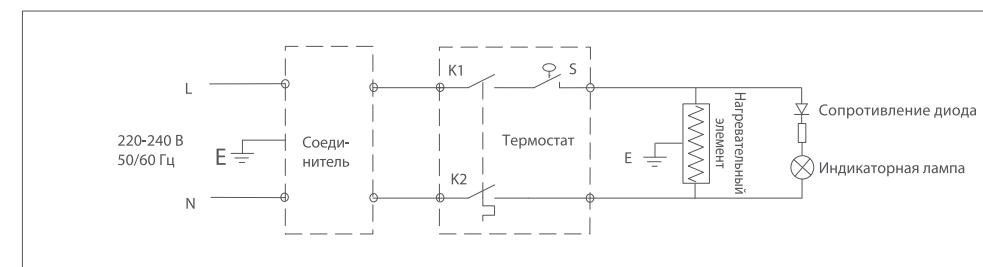 L
220-240 В
50/60 Гц
E
N
Соеди-
нитель
K1
S
Термостат
K2
E
Нагревательный
элемент
Сопротивление диода
Индикаторная лампа